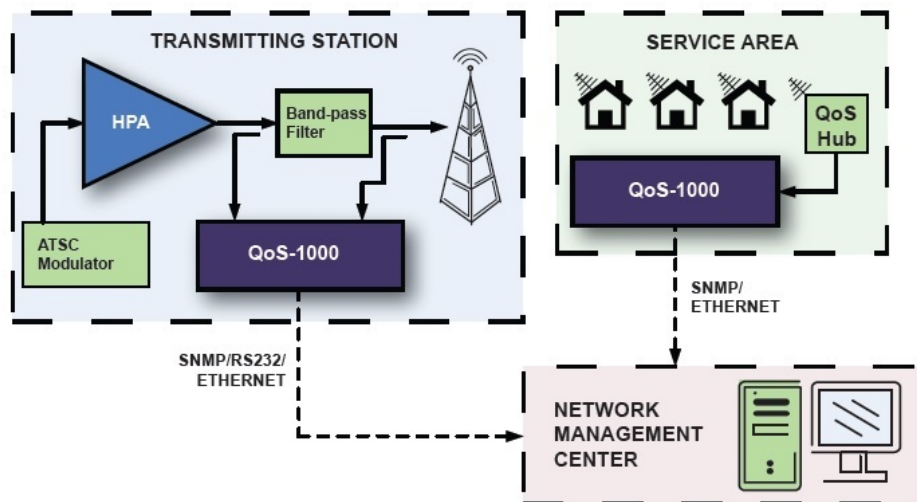 TRANSMITTING STATION
HPA
Band-pass
Filter
ATSC
Modulator
QoS-1000
SNMP/RS232/
ETHERNET
SERVICE AREA
QoS
Hub
QoS-1000
SNMP/
ETHERNET
NETWORK
MANAGEMENT
CENTER